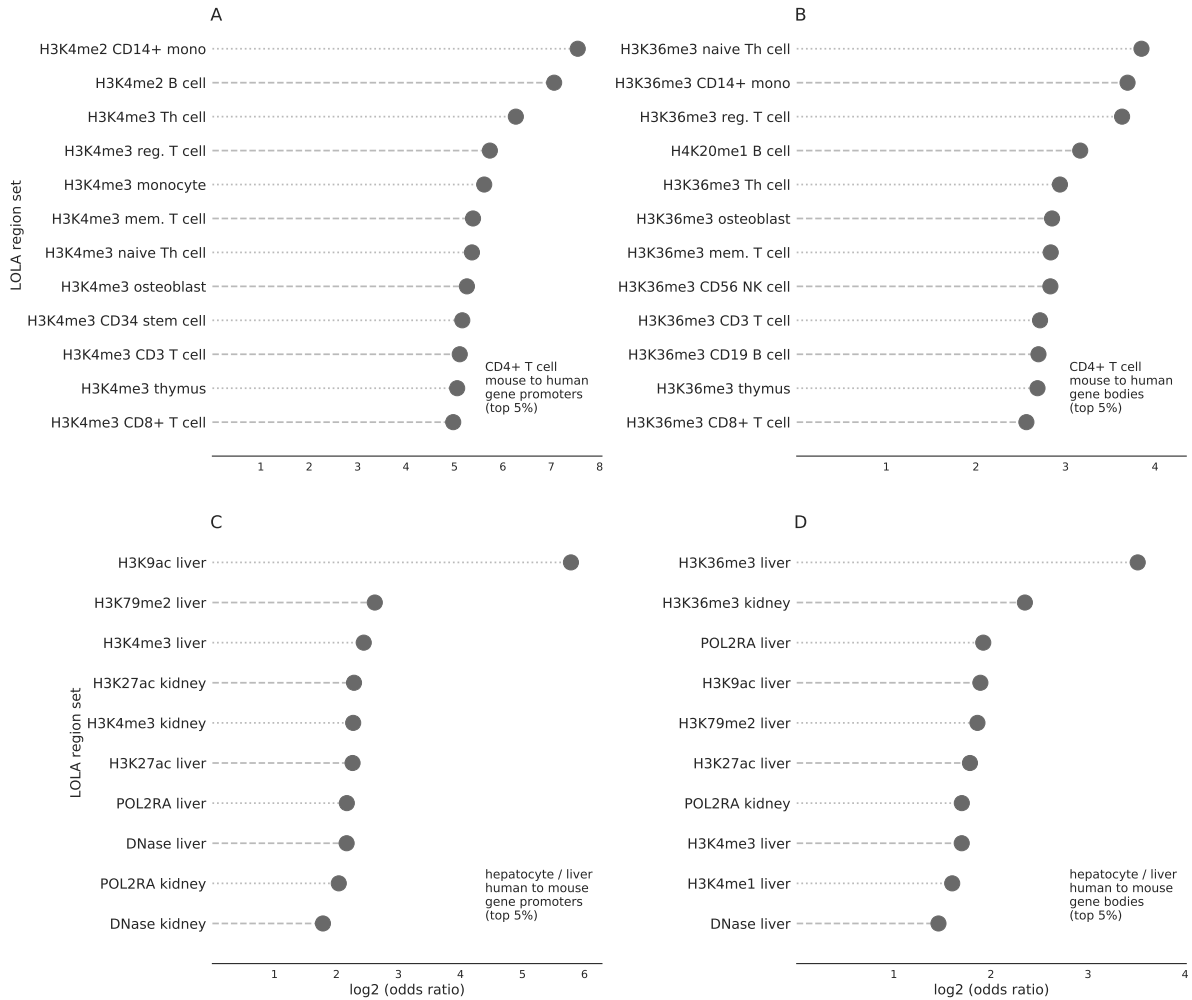 A
H3K4me2 CD14+ mono
H3K4me2 B cell
H3K4me3 Th cell
H3K4me3 reg. T cell
H3K4me3 monocyte
H3K4me3 mem. T cell
H3K4me3 naive Th cell
H3K4me3 osteoblast
H3K4me3 CD34 stem cell
H3K4me3 CD3 T cell
H3K4me3 thymus
H3K4me3 CD8+ T cell
LOLA region set
CD4+ T cell
mouse to human
gene promoters
(top 5%)
1 2 3 4 5 6 7 8
B
H3K36me3 naive Th cell
H3K36me3 CD14+ mono
H3K36me3 reg. T cell
H4K20me1 B cell
H3K36me3 Th cell
H3K36me3 osteoblast
H3K36me3 mem. T cell
H3K36me3 CD56 NK cell
H3K36me3 CD3 T cell
H3K36me3 CD19 B cell
H3K36me3 thymus
H3K36me3 CD8+ T cell
CD4+ T cell
mouse to human
gene bodies
(top 5%)
1 2 3 4
C
H3K9ac liver
H3K79me2 liver
H3K4me3 liver
H3K27ac kidney
H3K4me3 kidney
H3K27ac liver
POL2RA liver
DNase liver
POL2RA kidney
DNase kidney
LOLA region set
hepatocyte / liver
human to mouse
gene promoters
(top 5%)
1 2 3 4 5 6
log2 (odds ratio)
D
H3K36me3 liver
H3K36me3 kidney
POL2RA liver
H3K9ac liver
H3K79me2 liver
H3K27ac liver
POL2RA kidney
H3K4me3 liver
H3K4me1 liver
DNase liver
hepatocyte / liver
human to mouse
gene bodies
(top 5%)
1 2 3 4
log2 (odds ratio)